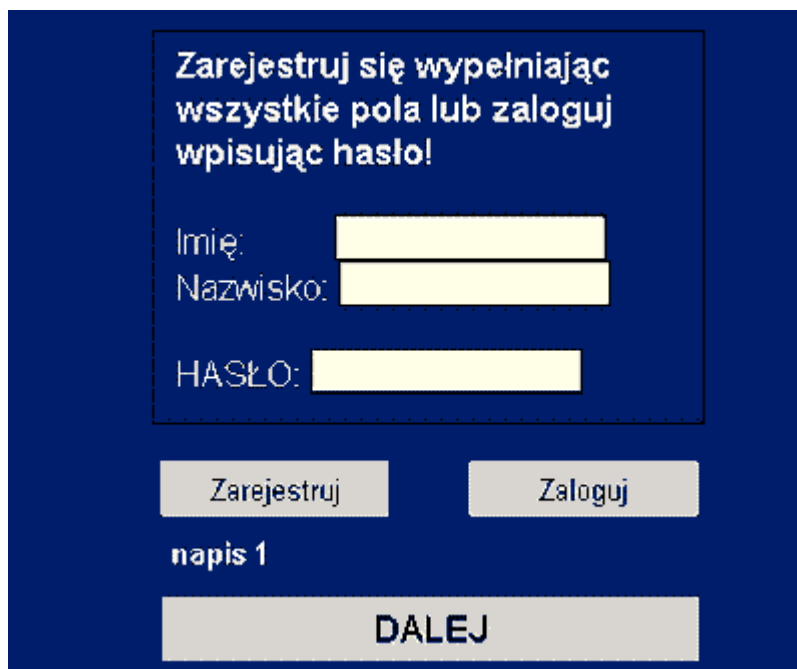 Zarejestruj się wypełniając
wszystkie pola lub zaloguj
wpisując hasło!
Imię:
Nazwisko:
HASŁO:
Zarejestruj Zaloguj
napis 1
DALEJ